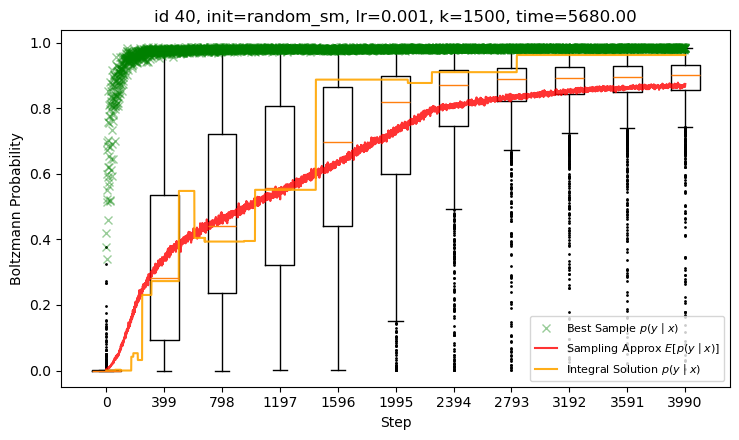 id 40, init=random_sm, lr=0.001, k=1500, time=5680.00
Boltzmann Probability
1.0
0.8
0.6
0.4
0.2
0.0
Best Sample p(y | x)
Sampling Approx E[p(y | x)]
Integral Solution p(y | x)
0 399 798 1197 1596 1995 2394 2793 3192 3591 3990
Step